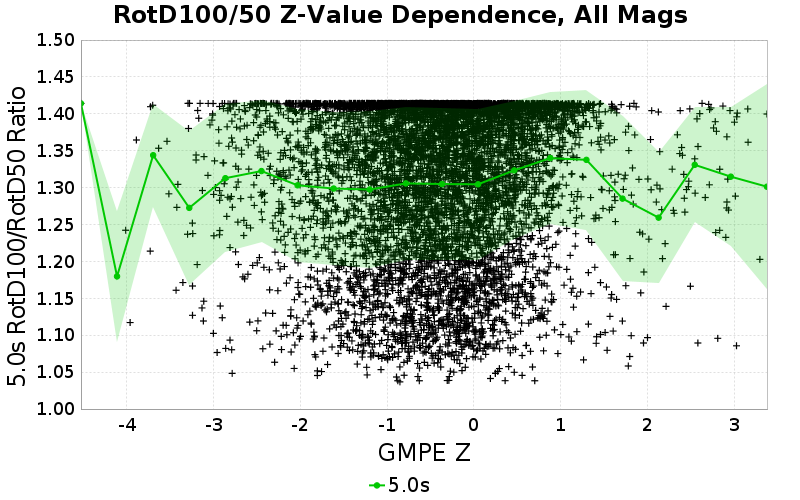 RotD100/50 Z-Value Dependence, All Mags
5.0s RotD100/RotD50 Ratio
1.50
1.45
1.40
1.35
1.30
1.25
1.20
1.15
1.10
1.05
1.00
-4 -3 -2 -1 0 1 2 3
GMPE Z
5.0s